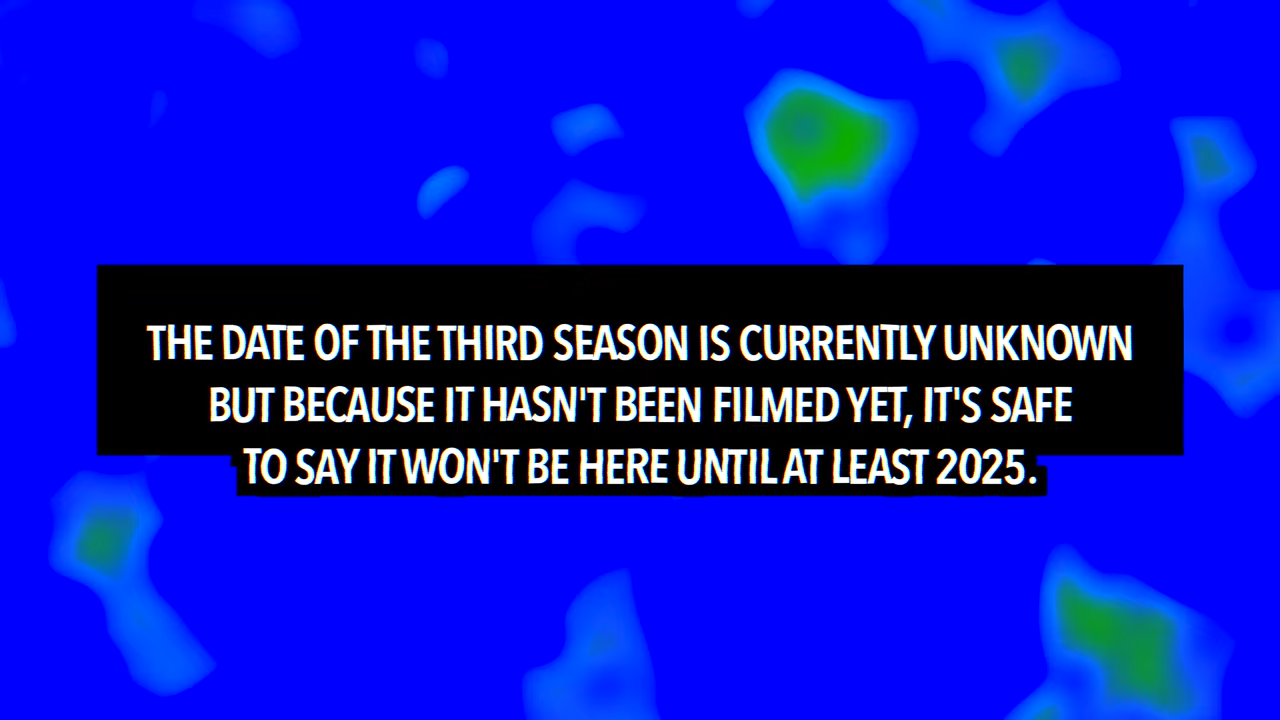 THE DATE OF THE THIRD SEASON IS CURRENTLY UNKNOWN
BUT BECAUSE IT HASN'T BEEN FILMED YET, IT'S SAFE
TO SAY IT WON'T BE HERE UNTIL AT LEAST 2025.